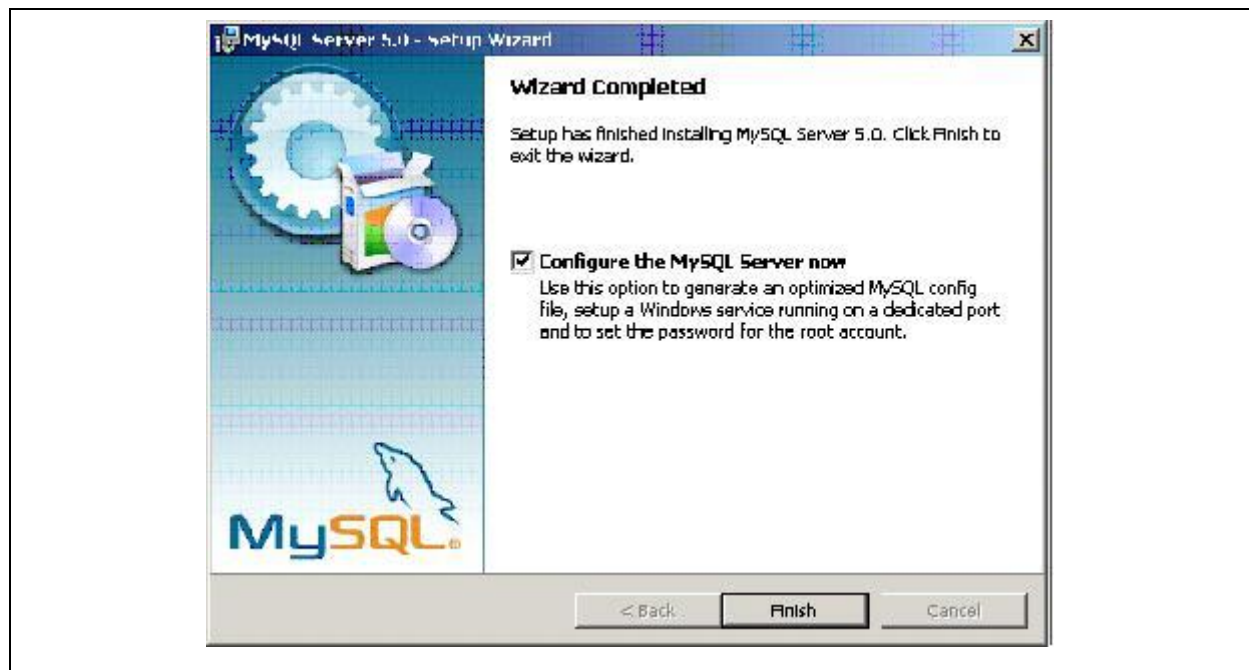 MySQL Server 5.0 - Setup Wizard
Wizard Completed
Setup has finished installing MySQL Server 5.0. Click Finish to
exit the wizard.
Configure the MySQL Server now
Use this option to generate an optimized MySQL config
file, setup a Windows service running on a dedicated port
and to set the password for the root account.
MySQL®
< Back
Finish
Cancel